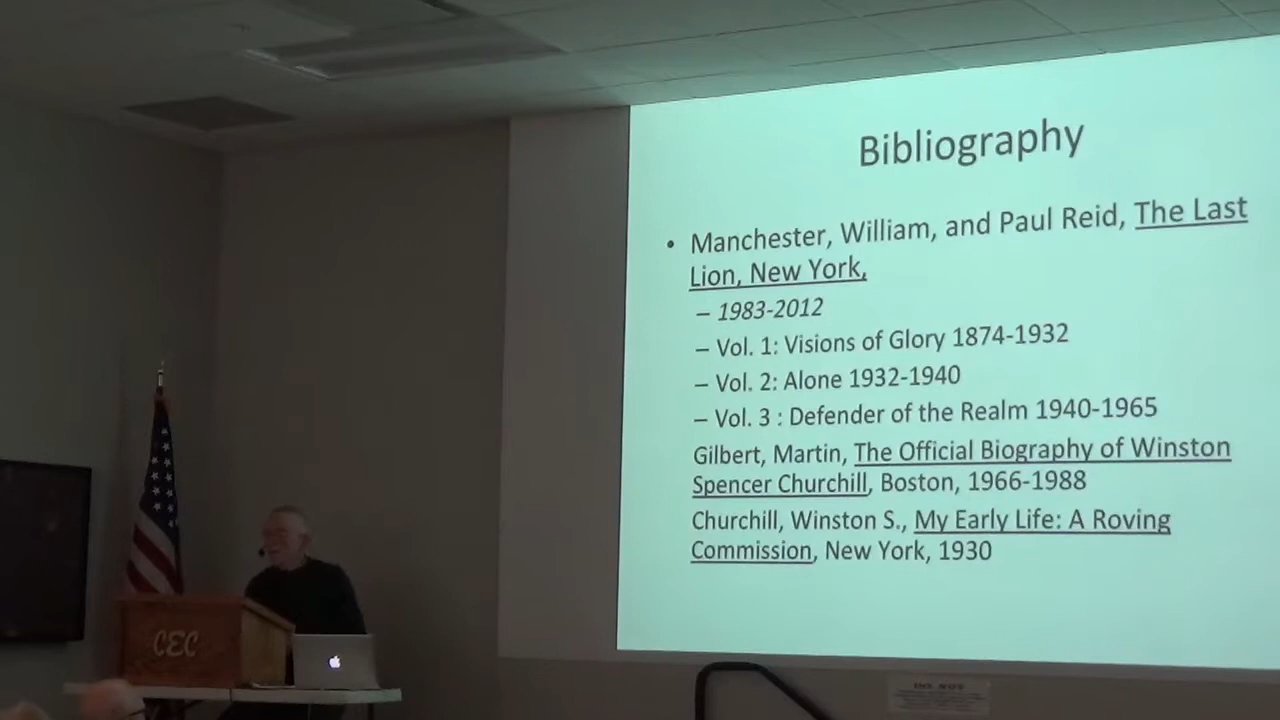 Bibliography
• Manchester, William, and Paul Reid, The Last
Lion, New York,
– 1983-2012
– Vol. 1: Visions of Glory 1874-1932
– Vol. 2: Alone 1932-1940
– Vol. 3 : Defender of the Realm 1940-1965
Gilbert, Martin, The Official Biography of Winston
Spencer Churchill, Boston, 1966-1988
Churchill, Winston S., My Early Life: A Roving
Commission, New York, 1930
CEC